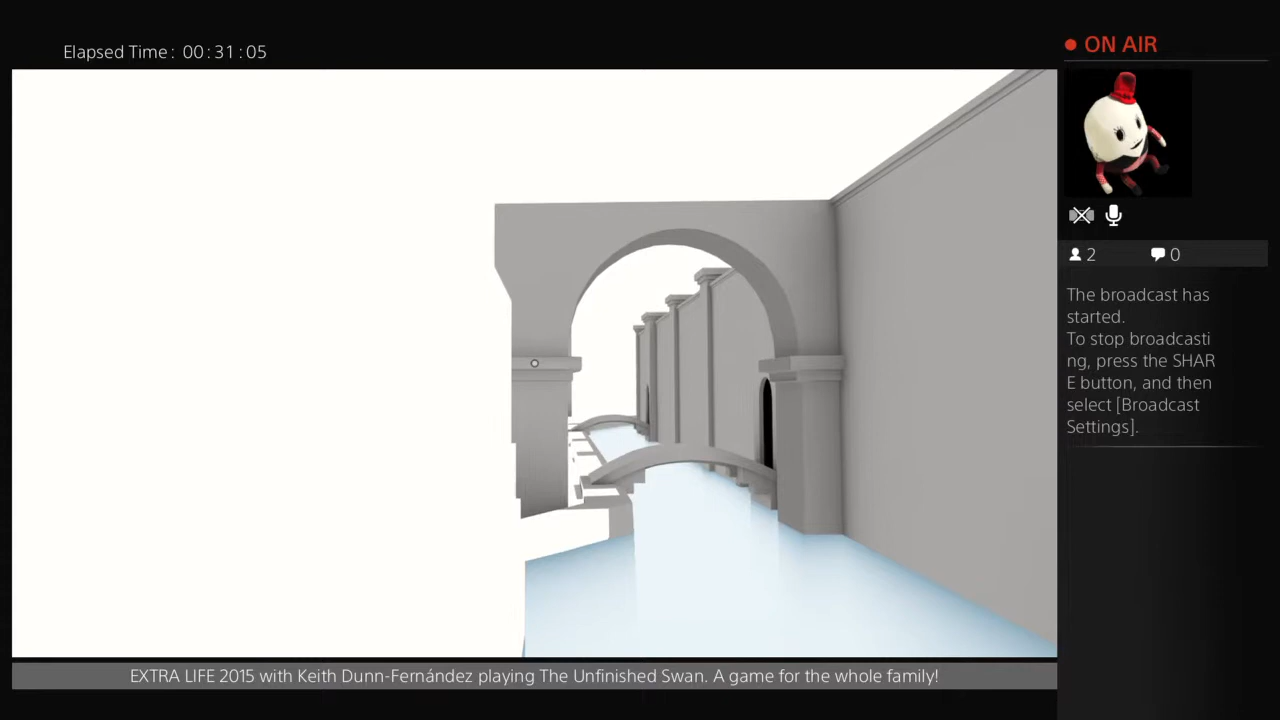 Elapsed Time: 00:31:05
ON AIR
2
0
The broadcast has
started.
To stop broadcasti
ng, press the SHAR
E button, and then
select [Broadcast
Settings].
EXTRA LIFE 2015 with Keith Dunn-Fernández playing The Unfinished Swan. A game for the whole family!